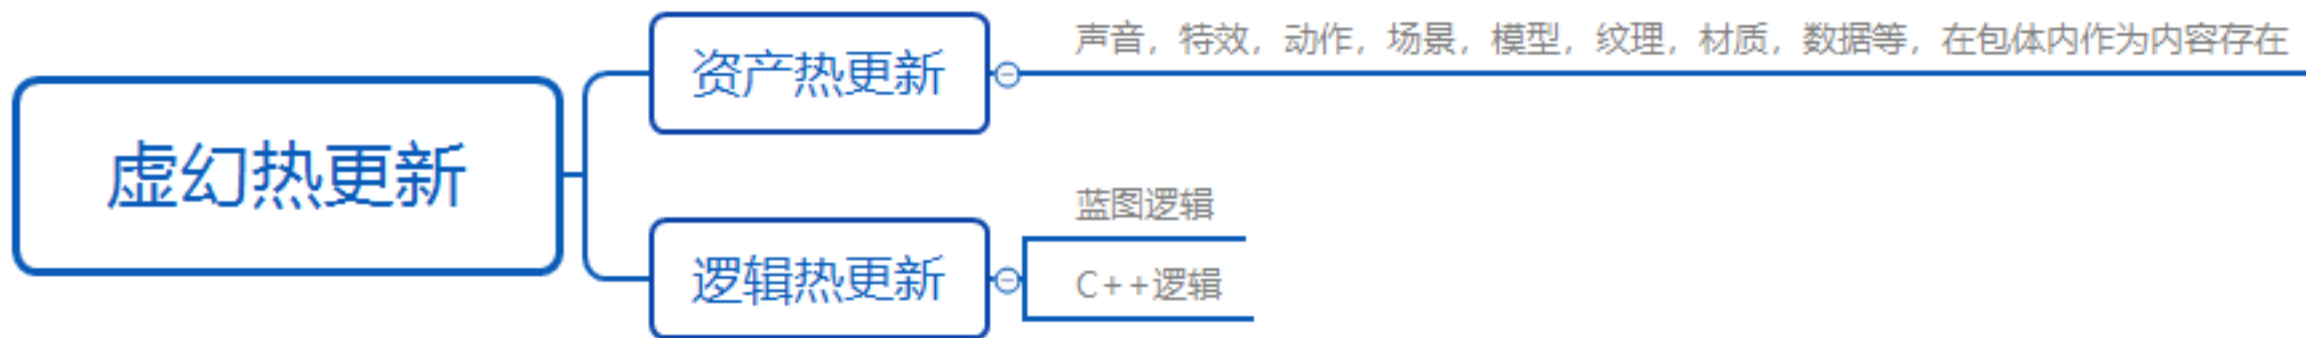 虚幻热更新
资产热更新
声音，特效，动作，场景，模型，纹理，材质，数据等，在包体内作为内容存在
逻辑热更新
蓝图逻辑
C++逻辑